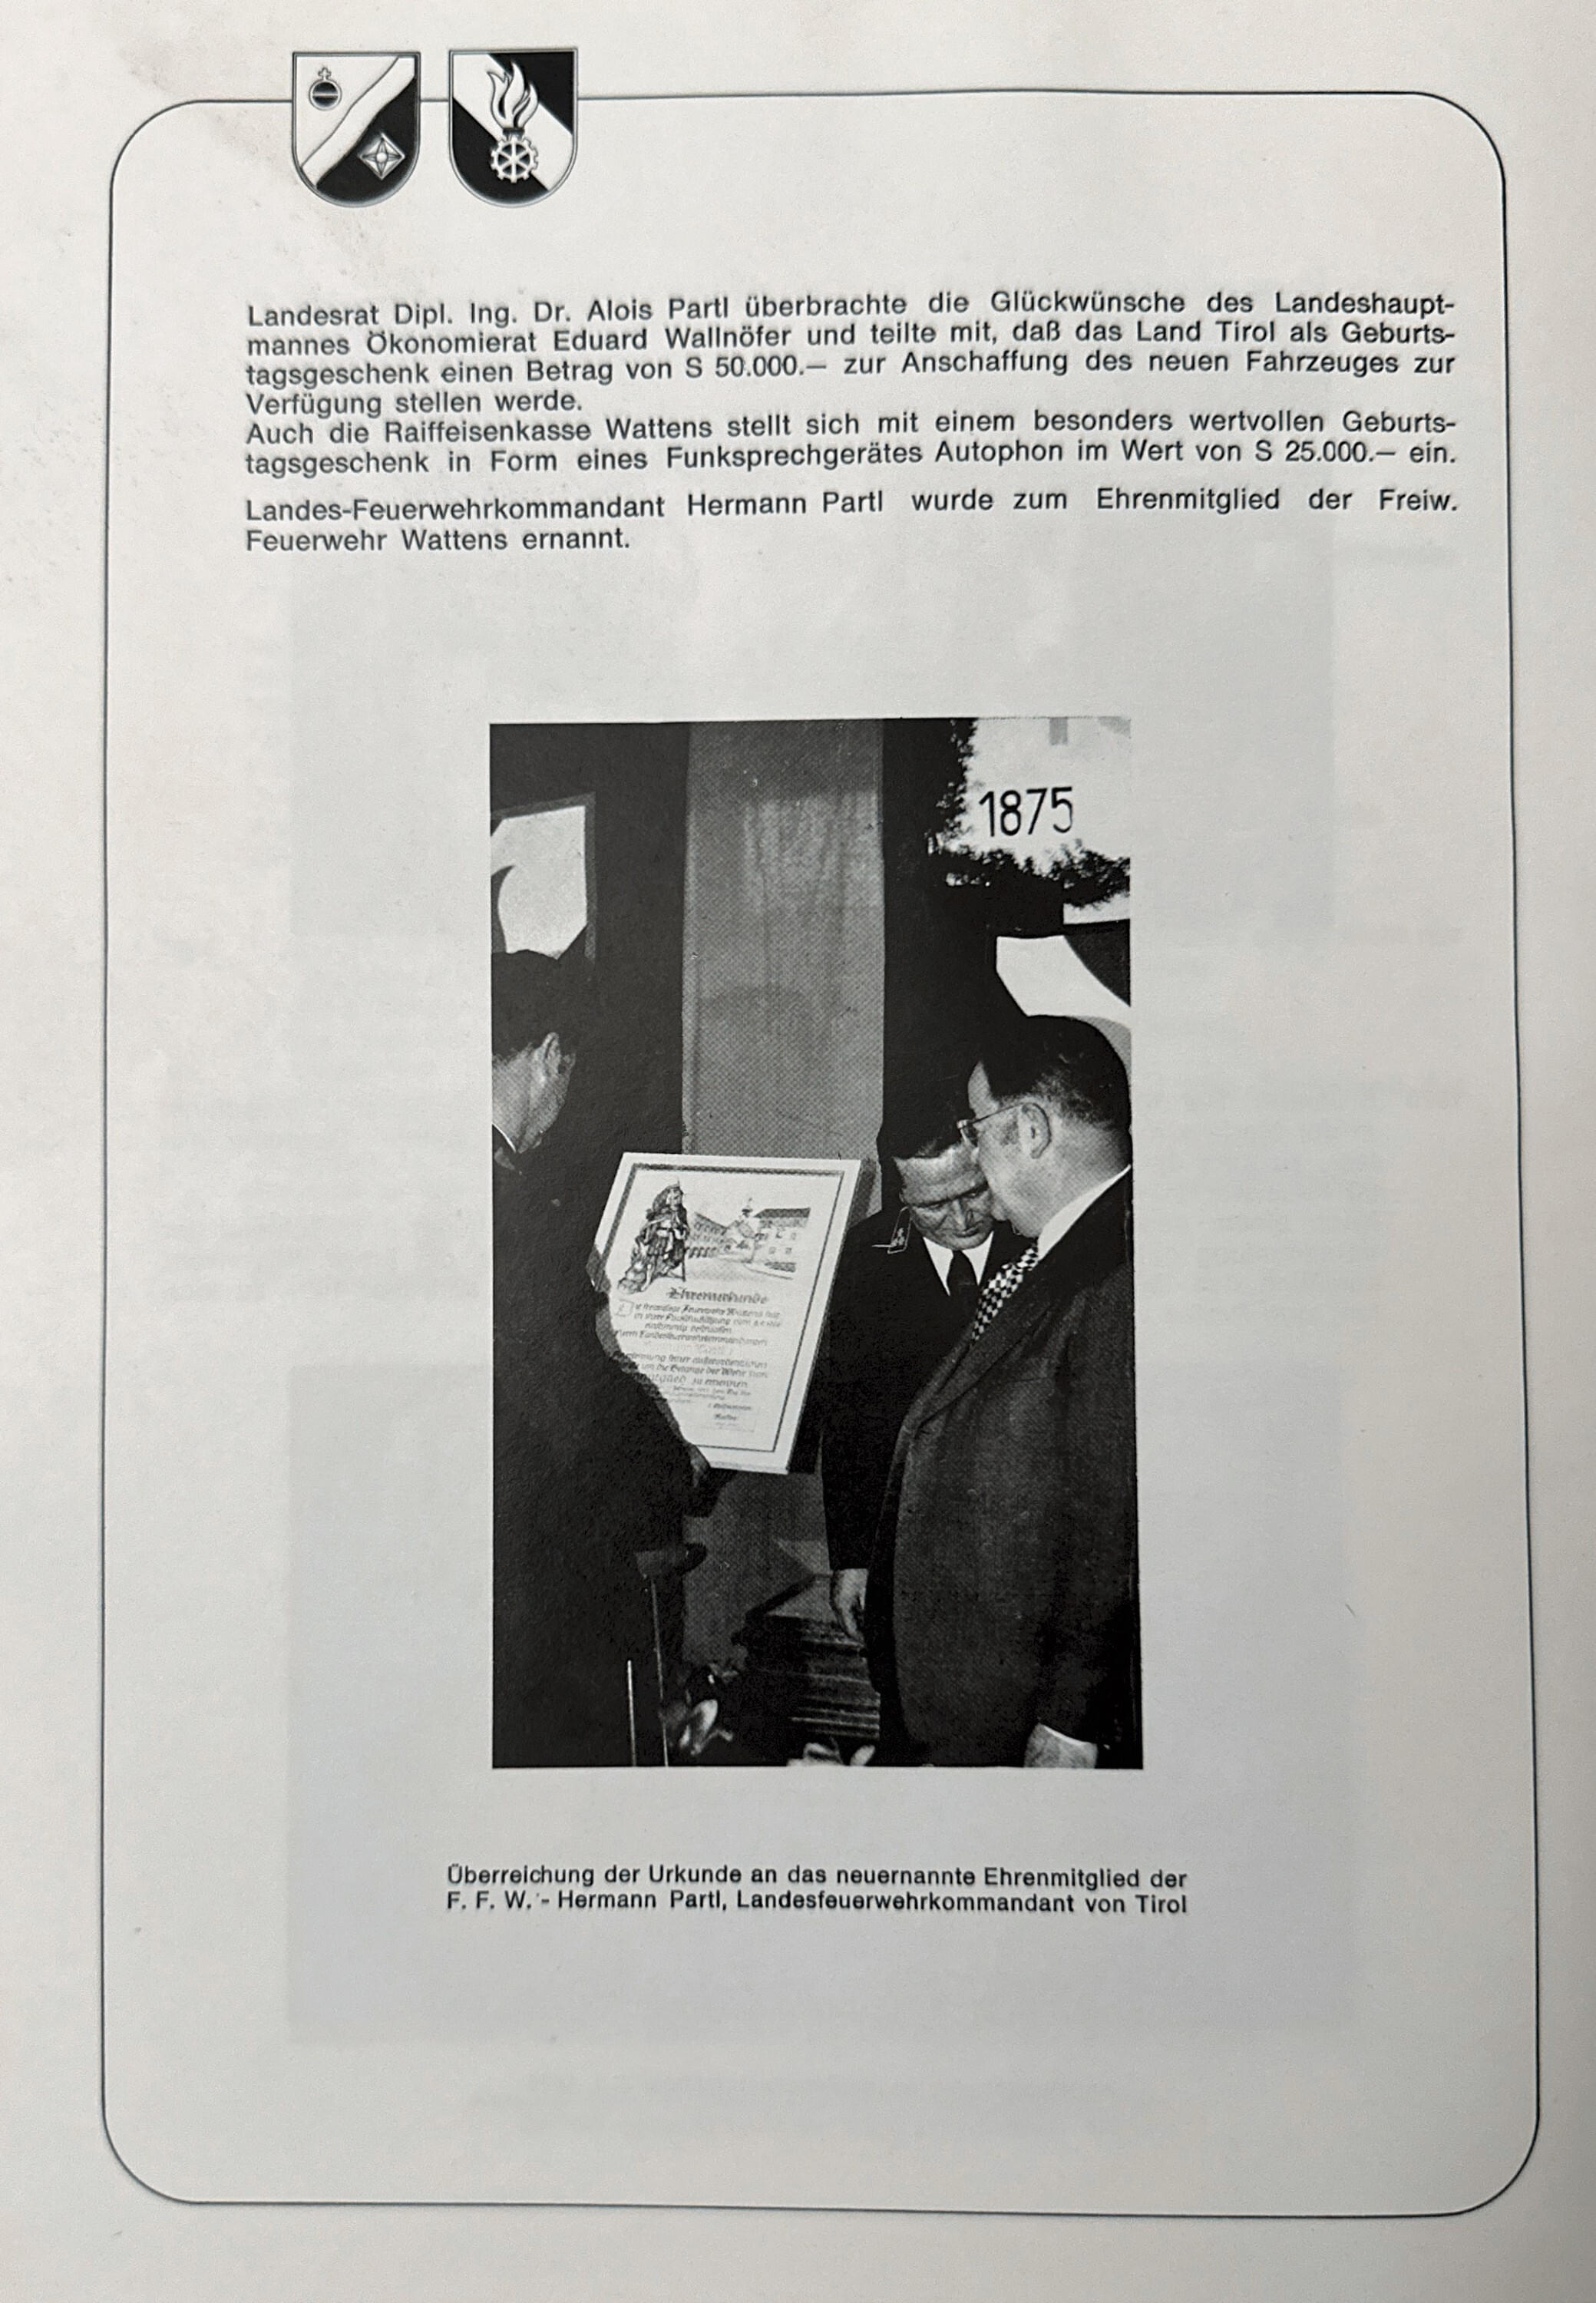 Landesrat Dipl. Ing. Dr. Alois Partl überbrachte die Glückwünsche des Landeshaupt-
mannes Ökonomierat Eduard Wallnöfer und teilte mit, daß das Land Tirol als Geburts-
tagsgeschenk einen Betrag von S 50.000.— zur Anschaffung des neuen Fahrzeuges zur
Verfügung stellen werde.
Auch die Raiffeisenkasse Wattens stellt sich mit einem besonders wertvollen Geburts-
tagsgeschenk in Form eines Funksprechgerätes Autophon im Wert von S 25.000.— ein.
Landes-Feuerwehrkommandant Hermann Partl wurde zum Ehrenmitglied der Freiw.
Feuerwehr Wattens ernannt.
1875
Ehrenurkunde
Überreichung der Urkunde an das neuernannte Ehrenmitglied der
F. F. W. - Hermann Partl, Landesfeuerwehrkommandant von Tirol